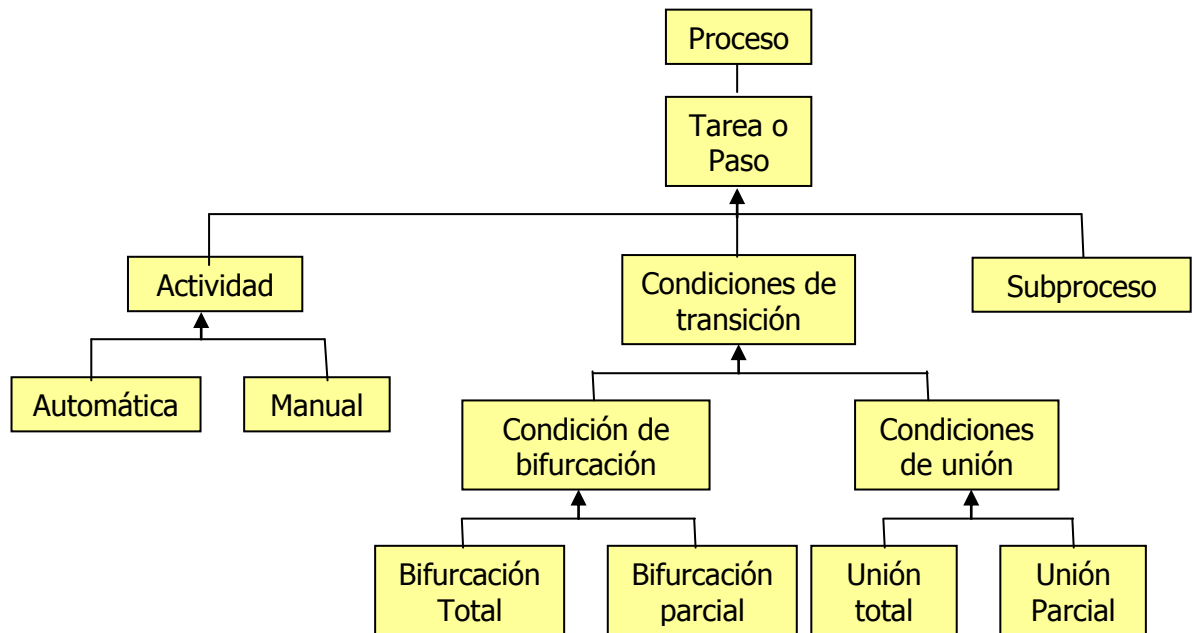 Proceso
Tarea o
Paso
Actividad
Condiciones de
transición
Subproceso
Automática
Manual
Condición de
bifurcación
Condiciones
de unión
Bifurcación
Total
Bifurcación
parcial
Unión
total
Unión
Parcial